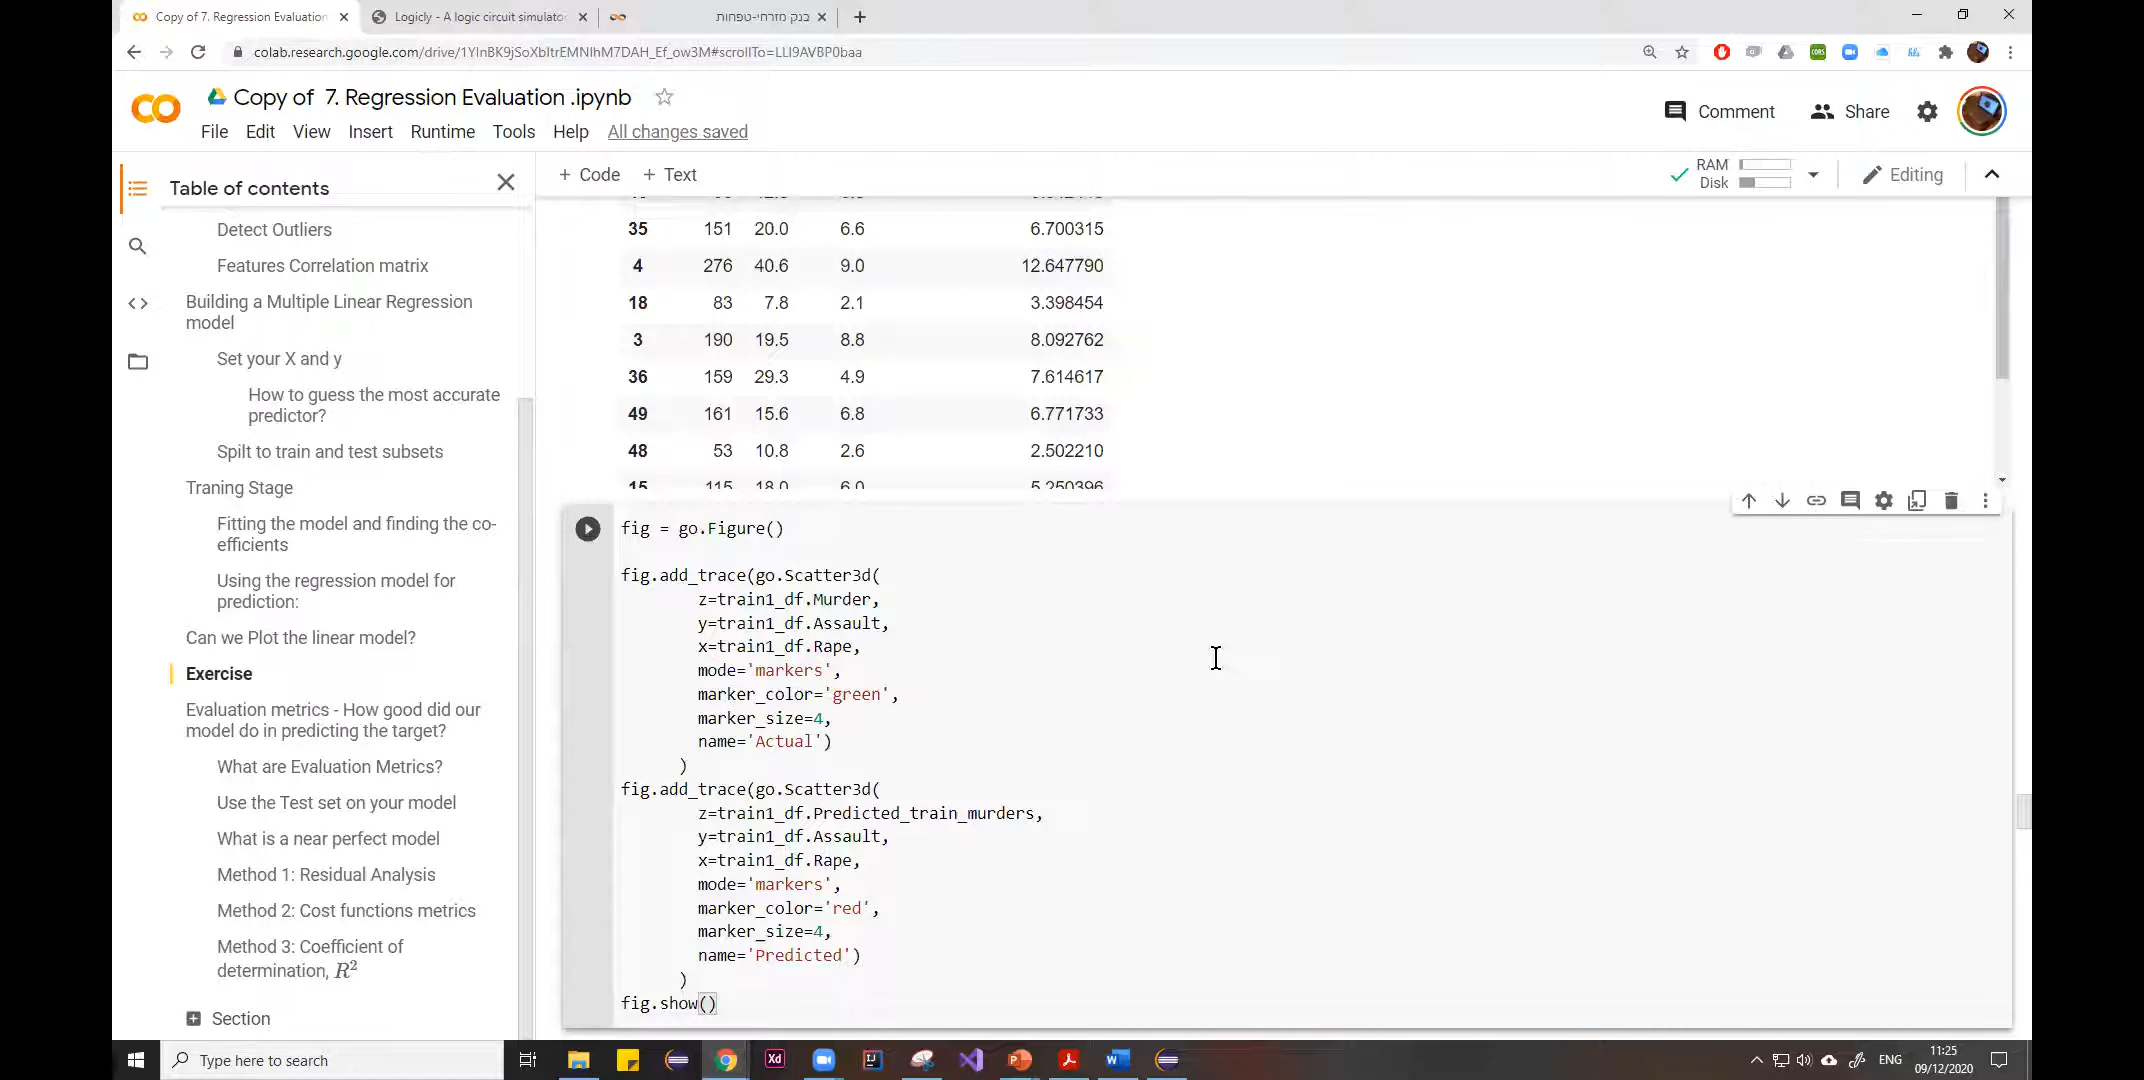 Copy of 7. Regression Evaluation
Logicly - A logic circuit simulato
בנק מזרחי-טפחות
colab.research.google.com/drive/1YInBK9jSoXbItrEMNIhM7DAH_Ef_ow3M#scrollTo=LLI9AVBP0baa
Copy of 7. Regression Evaluation .ipynb
File Edit View Insert Runtime Tools Help All changes saved
Comment Share
Table of contents
+ Code + Text
RAM
Disk
Editing
Detect Outliers
Features Correlation matrix
Building a Multiple Linear Regression
model
Set your X and y
How to guess the most accurate
predictor?
Spilt to train and test subsets
Traning Stage
Fitting the model and finding the co-
efficients
Using the regression model for
prediction:
Can we Plot the linear model?
Exercise
Evaluation metrics - How good did our
model do in predicting the target?
What are Evaluation Metrics?
Use the Test set on your model
What is a near perfect model
Method 1: Residual Analysis
Method 2: Cost functions metrics
Method 3: Coefficient of
determination, R²
Section
35 151 20.0 6.6 6.700315
4 276 40.6 9.0 12.647790
18 83 7.8 2.1 3.398454
3 190 19.5 8.8 8.092762
36 159 29.3 4.9 7.614617
49 161 15.6 6.8 6.771733
48 53 10.8 2.6 2.502210
15 115 18.0 6.0 5.250396
fig = go.Figure()
fig.add_trace(go.Scatter3d(
z=train1_df.Murder,
y=train1_df.Assault,
x=train1_df.Rape,
mode='markers',
marker_color='green',
marker_size=4,
name='Actual')
)
fig.add_trace(go.Scatter3d(
z=train1_df.Predicted_train_murders,
y=train1_df.Assault,
x=train1_df.Rape,
mode='markers',
marker_color='red',
marker_size=4,
name='Predicted')
)
fig.show()
Type here to search
ENG
11:25
09/12/2020